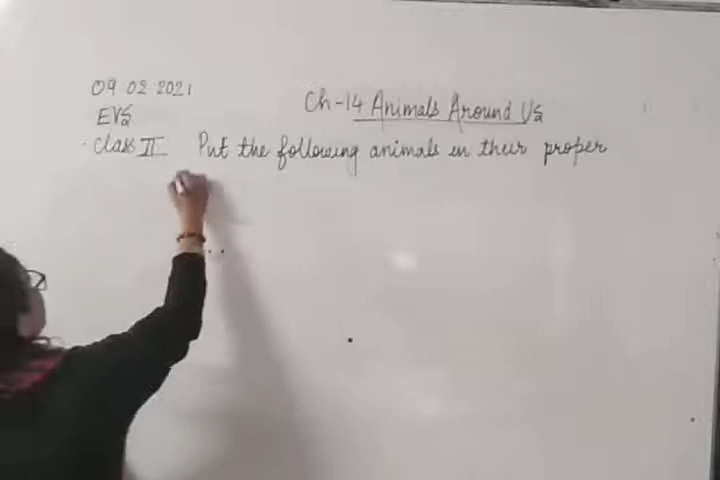 09.02.2021
Ch-14 Animals Around Us
EVS
Class II Put the following animals in their proper